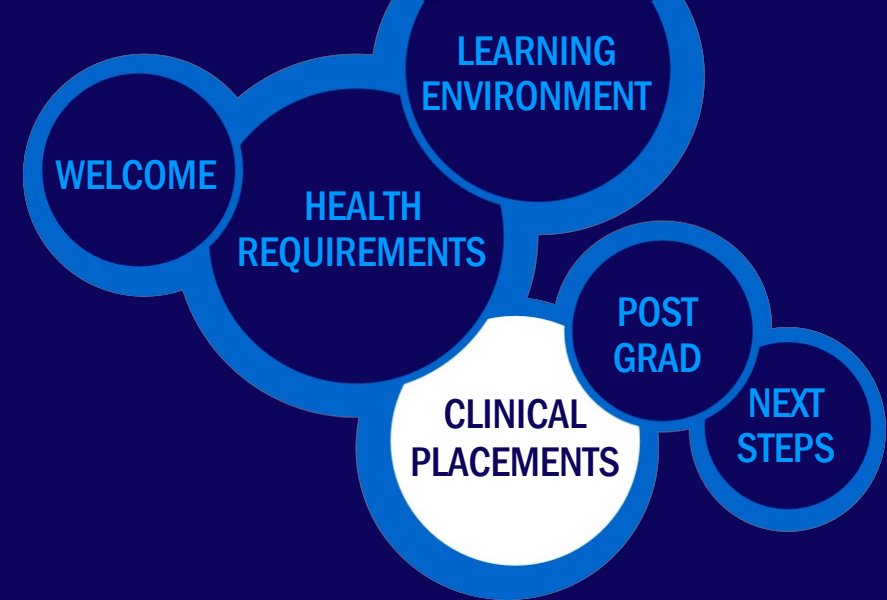 WELCOME
HEALTH
REQUIREMENTS
LEARNING
ENVIRONMENT
CLINICAL
PLACEMENTS
POST
GRAD
NEXT
STEPS